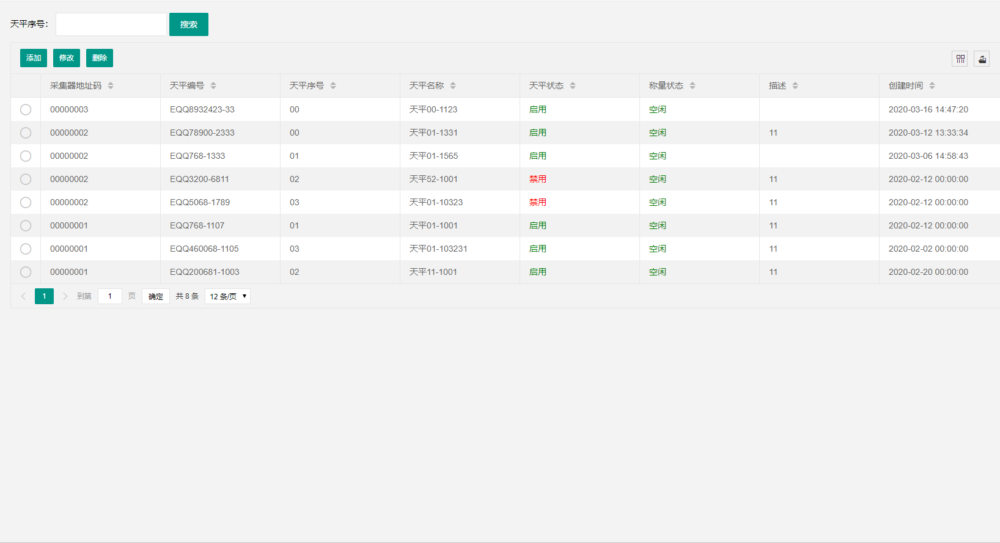 天平序号： 搜索
添加 修改 删除
采集器地址码 天平编号 天平序号 天平名称 天平状态 称量状态 描述 创建时间
00000003 EQQ8932423-33 00 天平00-1123 启用 空闲 2020-03-16 14:47:20
00000002 EQQ78900-2333 00 天平01-1331 启用 空闲 11 2020-03-12 13:33:34
00000002 EQQ768-1333 01 天平01-1565 启用 空闲 2020-03-06 14:58:43
00000002 EQQ3200-6811 02 天平52-1001 禁用 空闲 11 2020-02-12 00:00:00
00000002 EQQ5068-1789 03 天平01-10323 禁用 空闲 11 2020-02-12 00:00:00
00000001 EQQ768-1107 01 天平01-1001 启用 空闲 11 2020-02-12 00:00:00
00000001 EQQ460068-1105 03 天平01-103231 启用 空闲 11 2020-02-02 00:00:00
00000001 EQQ200681-1003 02 天平11-1001 启用 空闲 11 2020-02-20 00:00:00
1 到第 1 页 确定 共 8 条 12 条/页